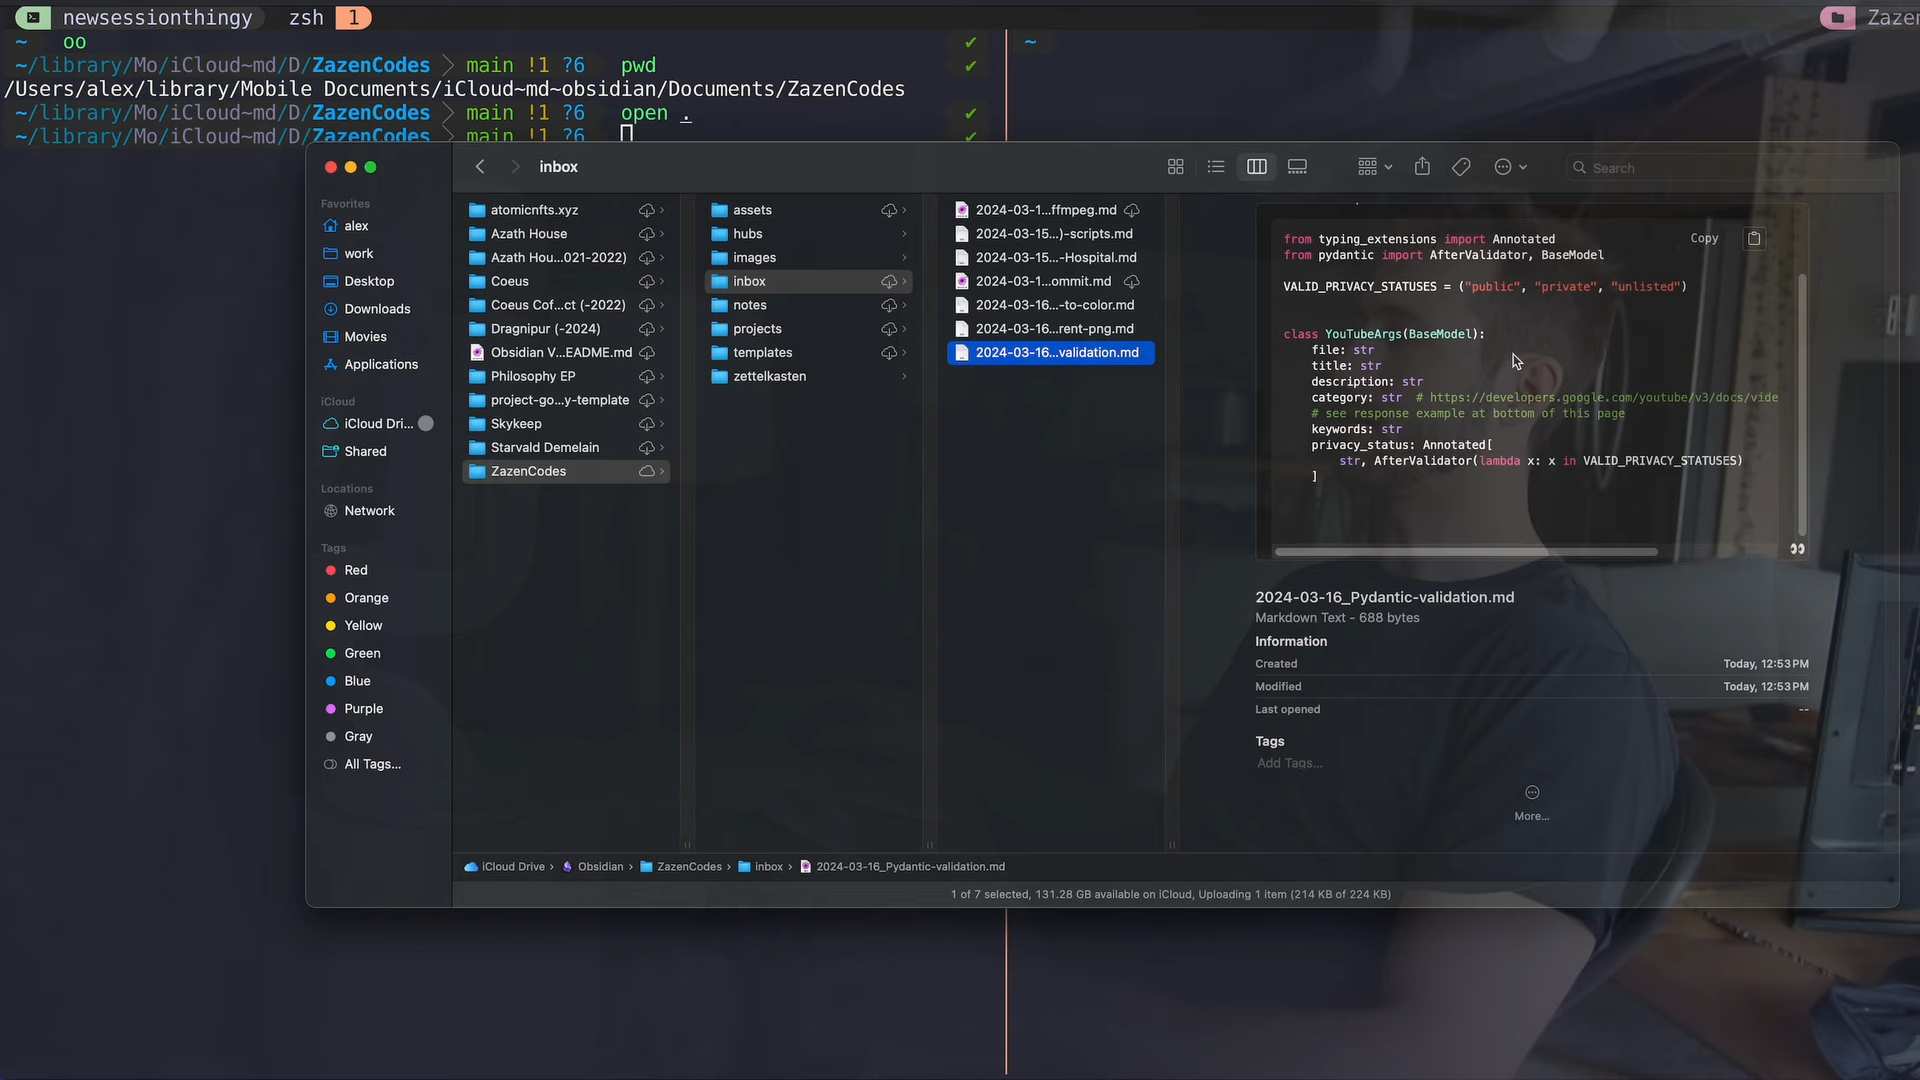 newsessionthingy zsh 1
Zazen
~ oo ✔
~
~/library/Mo/iCloud~md/D/ZazenCodes main !1 ?6 pwd ✔
/Users/alex/library/Mobile Documents/iCloud~md~obsidian/Documents/ZazenCodes
~/library/Mo/iCloud~md/D/ZazenCodes main !1 ?6 open . ✔
~/library/Mo/iCloud~md/D/ZazenCodes main !1 ?6 ✔
inbox
Search
Favorites
alex
work
Desktop
Downloads
Movies
Applications
iCloud
iCloud Dri...
Shared
Locations
Network
Tags
Red
Orange
Yellow
Green
Blue
Purple
Gray
All Tags...
atomicnfts.xyz
Azath House
Azath Hou...021-2022)
Coeus
Coeus Cof...ct (-2022)
Dragnipur (-2024)
Obsidian V...EADME.md
Philosophy EP
project-go...y-template
Skykeep
Starvald Demelain
ZazenCodes
assets
hubs
images
inbox
notes
projects
templates
zettelkasten
2024-03-1...ffmpeg.md
2024-03-15...)-scripts.md
2024-03-15...-Hospital.md
2024-03-1...ommit.md
2024-03-16...-to-color.md
2024-03-16...rent-png.md
2024-03-16...validation.md
Copy
from typing_extensions import Annotated
from pydantic import AfterValidator, BaseModel
VALID_PRIVACY_STATUSES = ("public", "private", "unlisted")
class YouTubeArgs(BaseModel):
file: str
title: str
description: str
category: str # https://developers.google.com/youtube/v3/docs/vide
# see response example at bottom of this page
keywords: str
privacy_status: Annotated[
str, AfterValidator(lambda x: x in VALID_PRIVACY_STATUSES)
]
2024-03-16_Pydantic-validation.md
Markdown Text - 688 bytes
Information
Created Today, 12:53 PM
Modified Today, 12:53 PM
Last opened --
Tags
Add Tags...
More...
iCloud Drive › Obsidian › ZazenCodes › inbox › 2024-03-16_Pydantic-validation.md
1 of 7 selected, 131.28 GB available on iCloud, Uploading 1 item (214 KB of 224 KB)